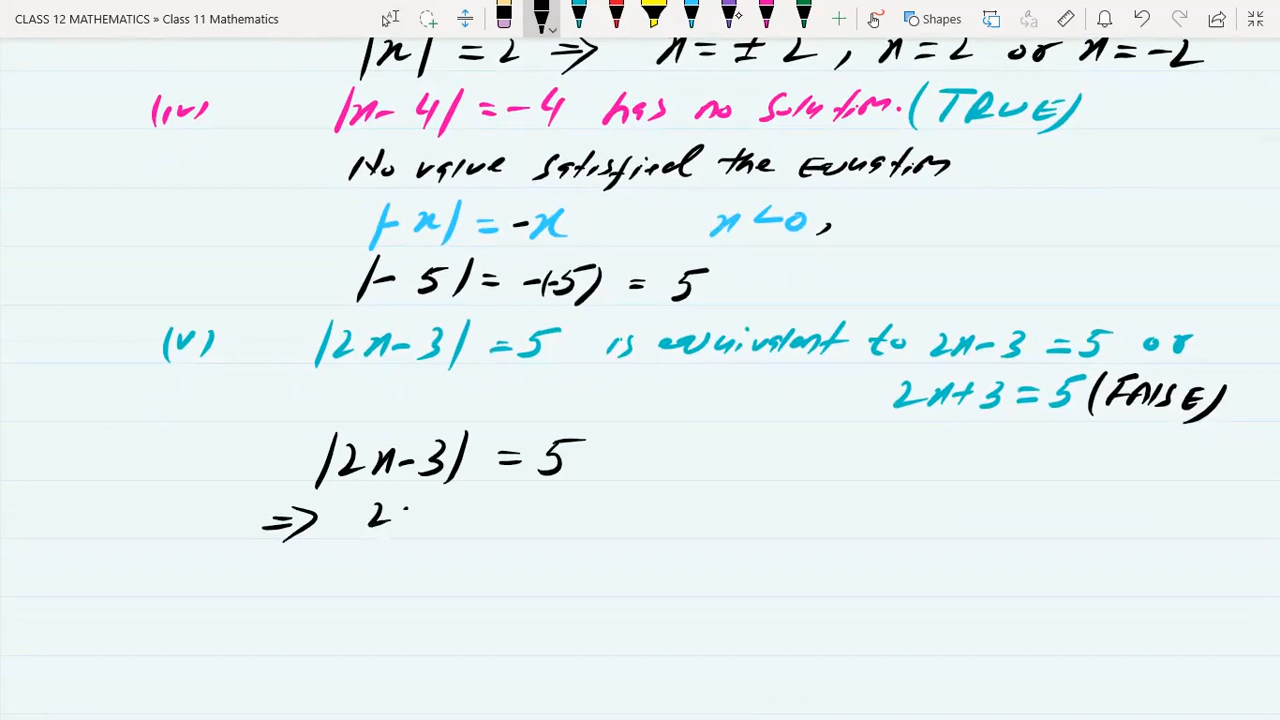 CLASS 12 MATHEMATICS » Class 11 Mathematics
Shapes
|x| = 2 => x = ± 2, x = 2 or x = -2
(iv) |x - 4| = -4 has no solution. (TRUE)
No value satisfied the Equation
|-x| = -x x < 0,
|-5| = -(-5) = 5
(v) |2x - 3| = 5 is equivalent to 2x - 3 = 5 or
2x + 3 = 5 (FALSE)
|2x - 3| = 5
=> 2